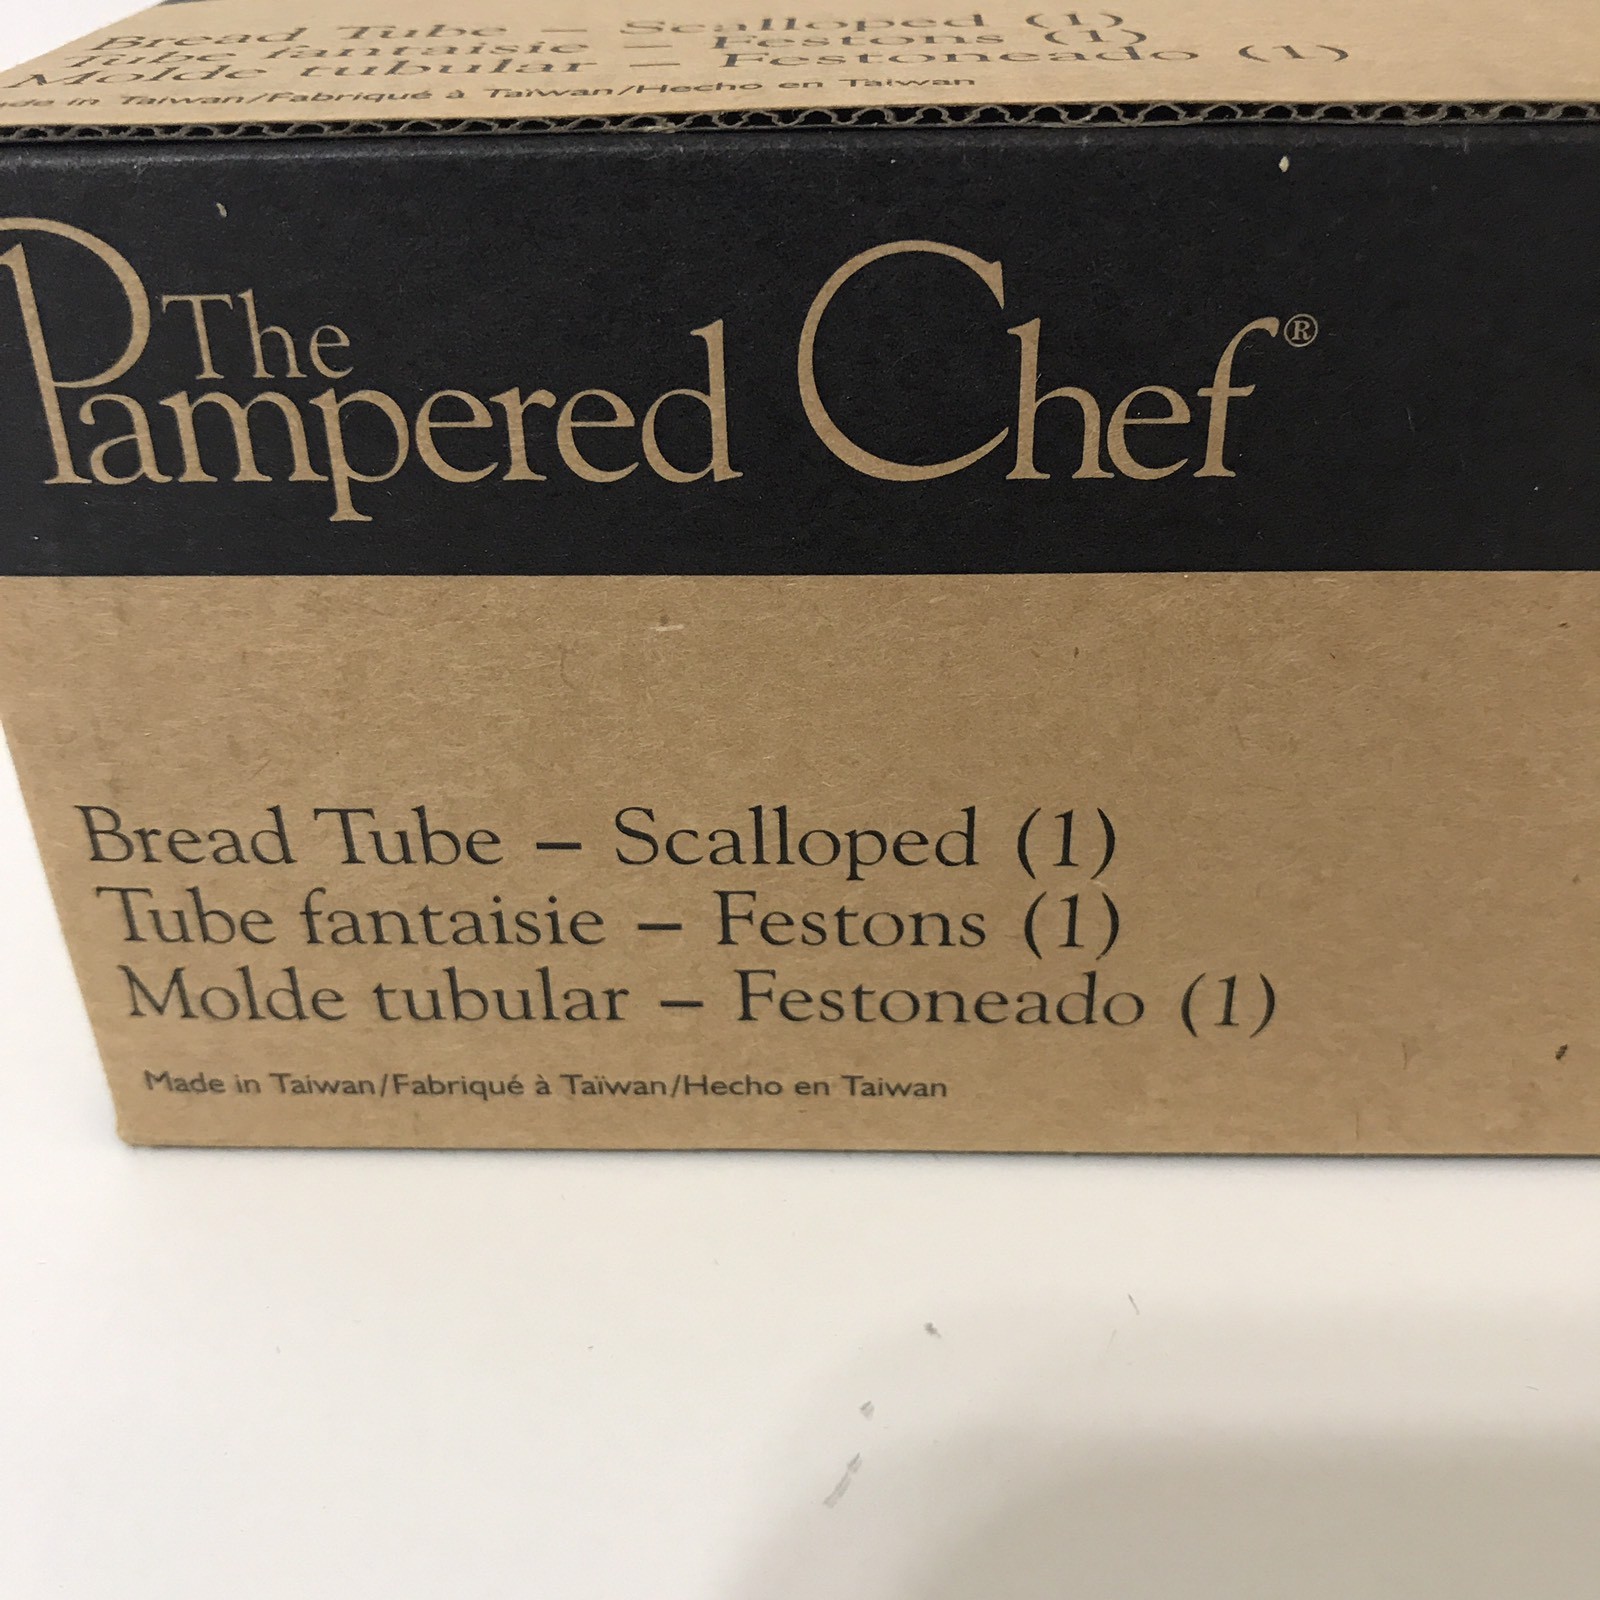 Bread Tube – Scalloped (1)
Tube fantaisie – Festons (1)
Molde tubular – Festoneado (1)
Made in Taiwan/Fabriqué à Taïwan/Hecho en Taiwan
The
Pampered Chef®
Bread Tube – Scalloped (1)
Tube fantaisie – Festons (1)
Molde tubular – Festoneado (1)
Made in Taiwan/Fabriqué à Taïwan/Hecho en Taiwan